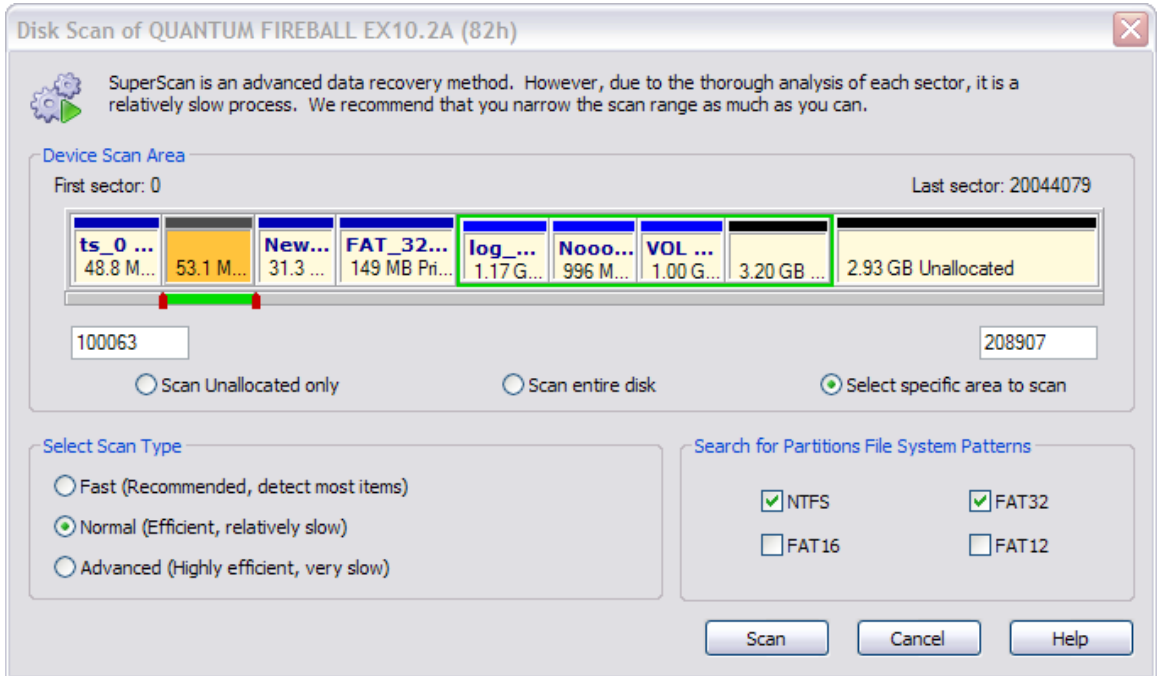 Disk Scan of QUANTUM FIREBALL EX10.2A (82h)
SuperScan is an advanced data recovery method.  However, due to the thorough analysis of each sector, it is a
relatively slow process.  We recommend that you narrow the scan range as much as you can.
Device Scan Area
First sector: 0
Last sector: 20044079
ts_0 ...
48.8 M...
53.1 M...
New...
31.3 ...
FAT_32...
149 MB Pri...
log_...
1.17 G...
Nooo...
996 M...
VOL ...
1.00 G...
3.20 GB ...
2.93 GB Unallocated
100063
208907
Scan Unallocated only
Scan entire disk
Select specific area to scan
Select Scan Type
Fast (Recommended, detect most items)
Normal (Efficient, relatively slow)
Advanced (Highly efficient, very slow)
Search for Partitions File System Patterns
NTFS
FAT32
FAT16
FAT12
Scan
Cancel
Help